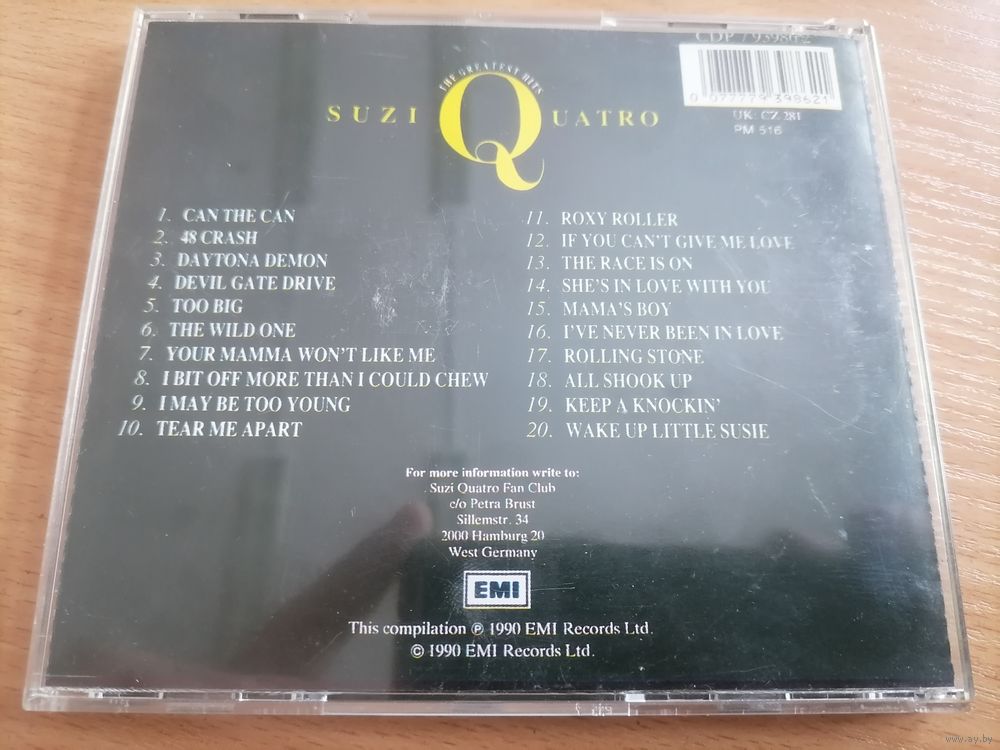 THE GREATEST HITS
SUZI QUATRO
0 077779 398621
UK: CZ 281
PM 516
1. CAN THE CAN
2. 48 CRASH
3. DAYTONA DEMON
4. DEVIL GATE DRIVE
5. TOO BIG
6. THE WILD ONE
7. YOUR MAMMA WON'T LIKE ME
8. I BIT OFF MORE THAN I COULD CHEW
9. I MAY BE TOO YOUNG
10. TEAR ME APART
11. ROXY ROLLER
12. IF YOU CAN'T GIVE ME LOVE
13. THE RACE IS ON
14. SHE'S IN LOVE WITH YOU
15. MAMA'S BOY
16. I'VE NEVER BEEN IN LOVE
17. ROLLING STONE
18. ALL SHOOK UP
19. KEEP A KNOCKIN'
20. WAKE UP LITTLE SUSIE
For more information write to:
Suzi Quatro Fan Club
c/o Petra Brust
Sillemstr. 34
2000 Hamburg 20
West Germany
EMI
This compilation ℗ 1990 EMI Records Ltd.
© 1990 EMI Records Ltd.
www.ay.by